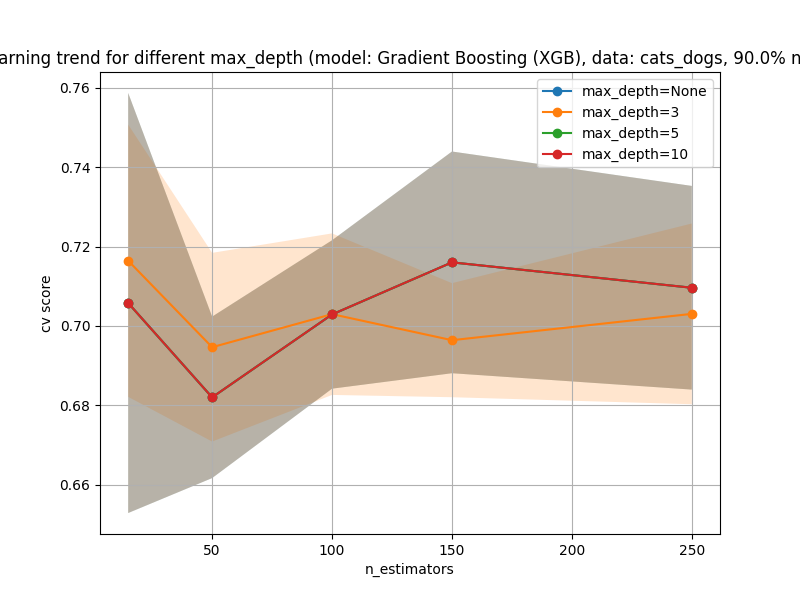 arning trend for different max_depth (model: Gradient Boosting (XGB), data: cats_dogs, 90.0% n
max_depth=None
max_depth=3
max_depth=5
max_depth=10
cv score
0.76
0.74
0.72
0.70
0.68
0.66
50
100
150
200
250
n_estimators